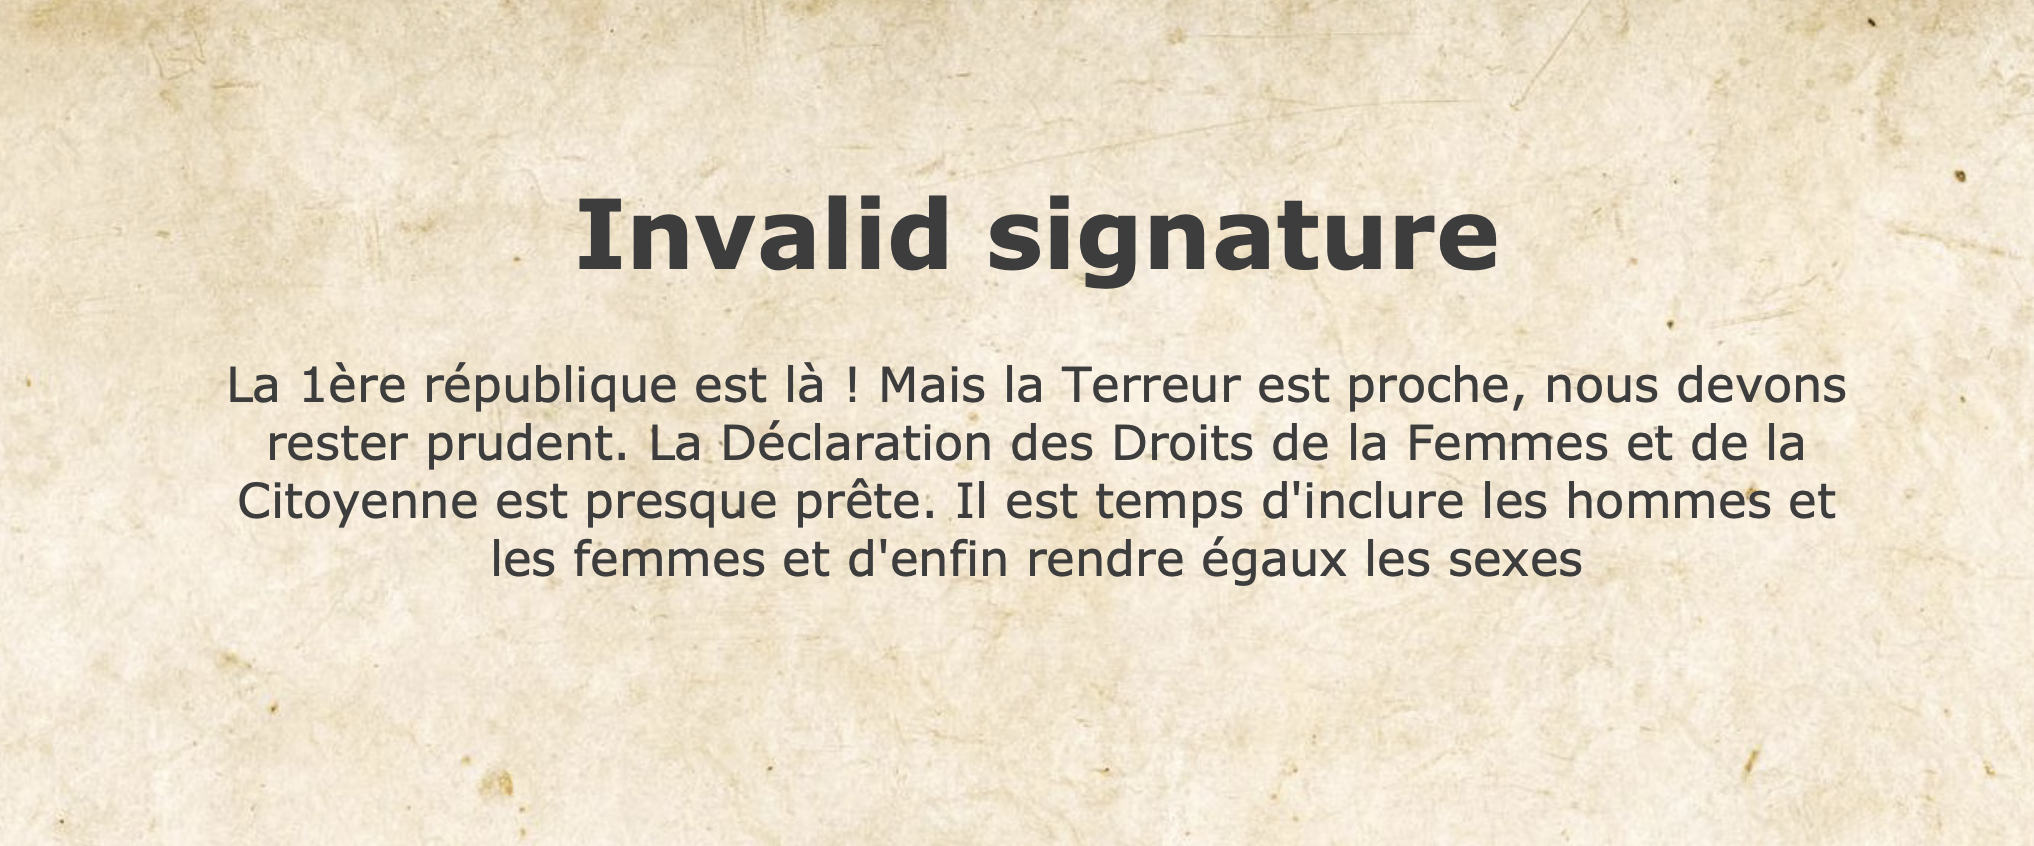 Invalid signature
La 1ère république est là ! Mais la Terreur est proche, nous devons
rester prudent. La Déclaration des Droits de la Femmes et de la
Citoyenne est presque prête. Il est temps d'inclure les hommes et
les femmes et d'enfin rendre égaux les sexes